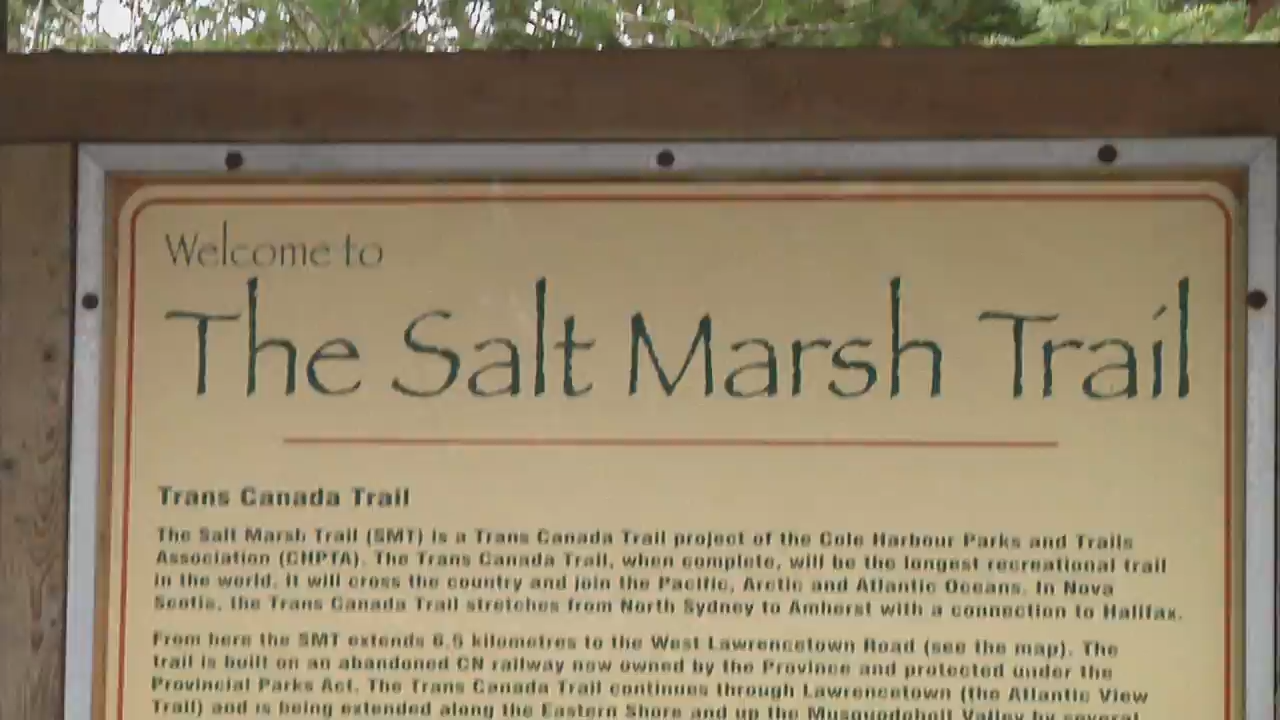 Welcome to
The Salt Marsh Trail
Trans Canada Trail
The Salt Marsh Trail (SMT) is a Trans Canada Trail project of the Cole Harbour Parks and Trails
Association (CHPTA). The Trans Canada Trail, when complete, will be the longest recreational trail
in the world. It will cross the country and join the Pacific, Arctic and Atlantic Oceans. In Nova
Scotia, the Trans Canada Trail stretches from North Sydney to Amherst with a connection to Halifax.
From here the SMT extends 6.5 kilometres to the West Lawrencetown Road (see the map). The
trail is built on an abandoned CN railway now owned by the Province and protected under the
Provincial Parks Act. The Trans Canada Trail continues through Lawrencetown (the Atlantic View
Trail) and is being extended along the Eastern Shore and up the Musquodoboit Valley by several